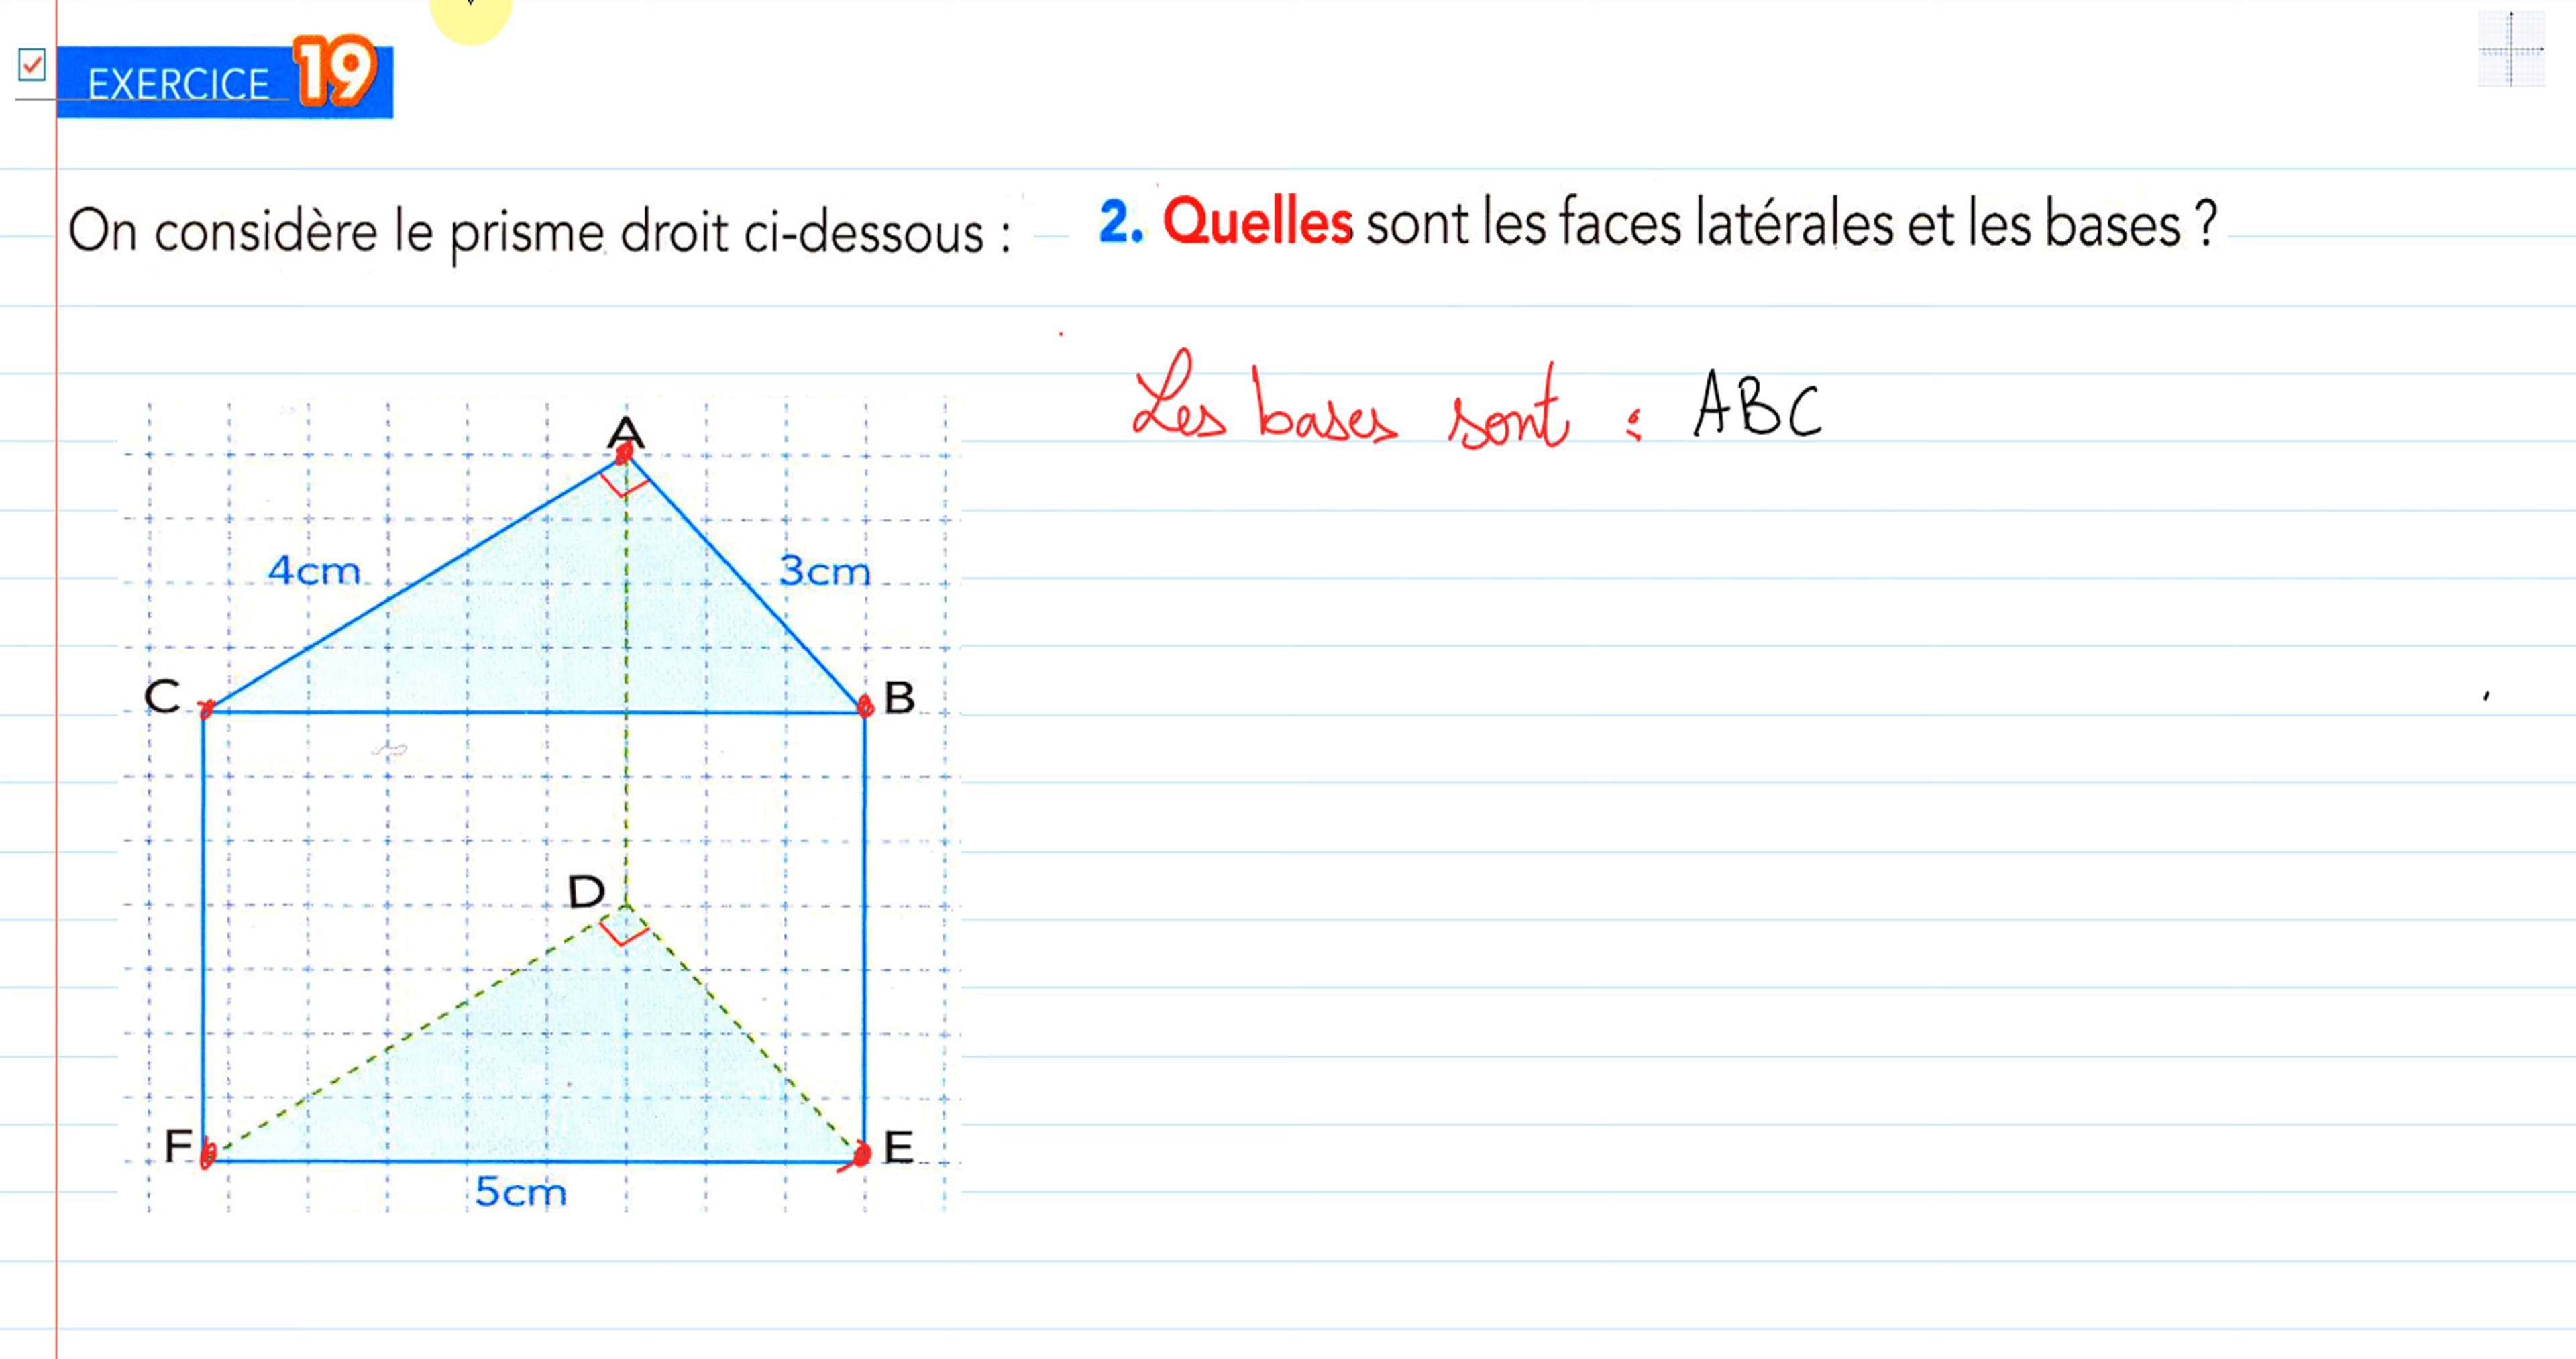 EXERCICE 19
On considère le prisme droit ci-dessous :
2. Quelles sont les faces latérales et les bases ?
Les bases sont : ABC
A
4cm
3cm
C
B
D
F
E
5cm